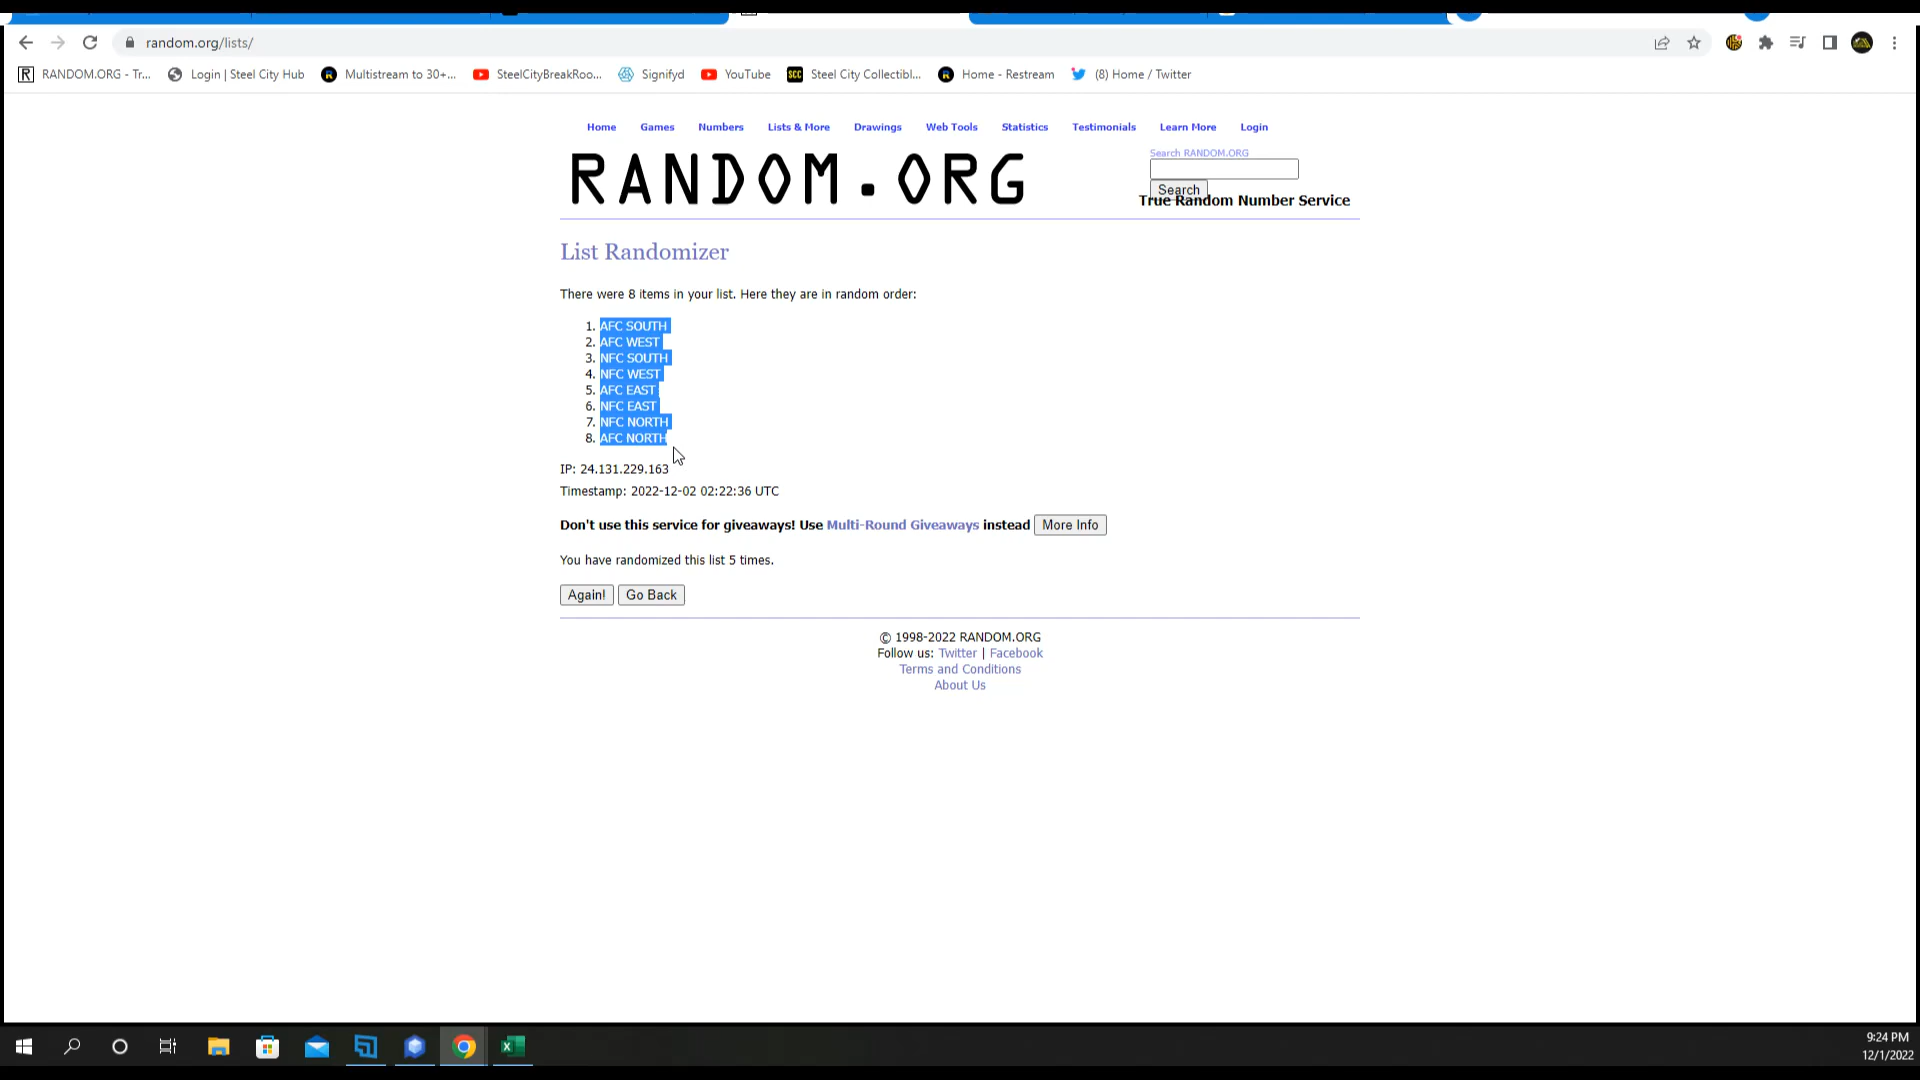 random.org/lists/
RANDOM.ORG - Tr... Login | Steel City Hub Multistream to 30+... SteelCityBreakRoo... Signifyd YouTube SCC Steel City Collectibl... Home - Restream (8) Home / Twitter
Home Games Numbers Lists & More Drawings Web Tools Statistics Testimonials Learn More Login
RANDOM.ORG
Search RANDOM.ORG
Search
True Random Number Service
List Randomizer
There were 8 items in your list. Here they are in random order:
1. AFC SOUTH
2. AFC WEST
3. NFC SOUTH
4. NFC WEST
5. AFC EAST
6. NFC EAST
7. NFC NORTH
8. AFC NORTH
IP: 24.131.229.163
Timestamp: 2022-12-02 02:22:36 UTC
Don't use this service for giveaways! Use Multi-Round Giveaways instead More Info
You have randomized this list 5 times.
Again! Go Back
© 1998-2022 RANDOM.ORG
Follow us: Twitter | Facebook
Terms and Conditions
About Us
9:24 PM
12/1/2022